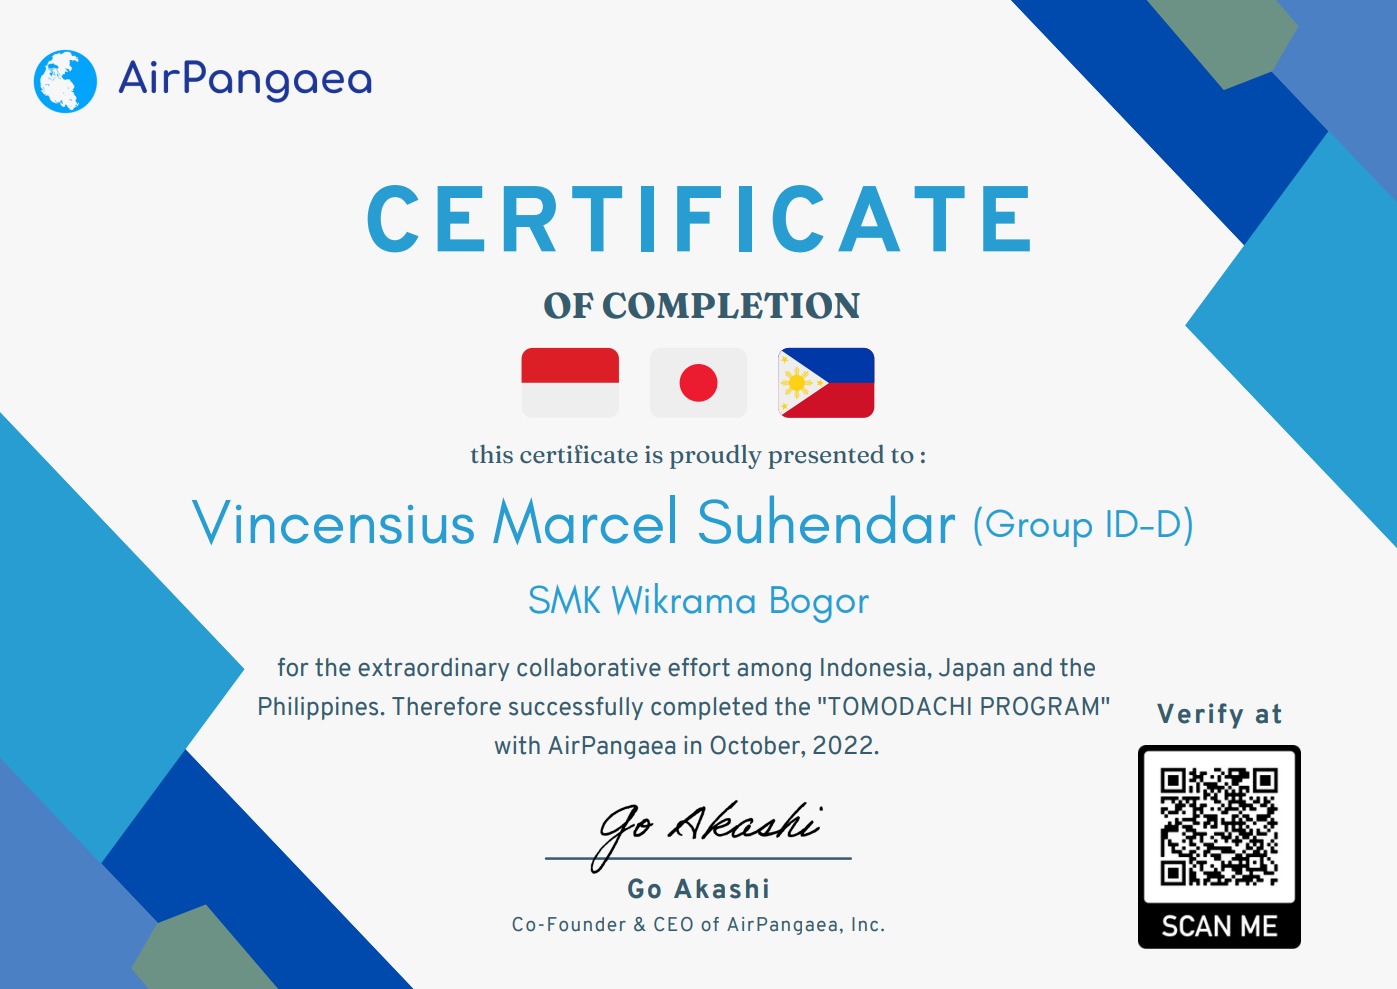 AirPangaea
CERTIFICATE
OF COMPLETION
this certificate is proudly presented to :
Vincensius Marcel Suhendar (Group ID-D)
SMK Wikrama Bogor
for the extraordinary collaborative effort among Indonesia, Japan and the
Philippines. Therefore successfully completed the "TOMODACHI PROGRAM"
with AirPangaea in October, 2022.
Go Akashi
Go Akashi
Co-Founder & CEO of AirPangaea, Inc.
Verify at
SCAN ME